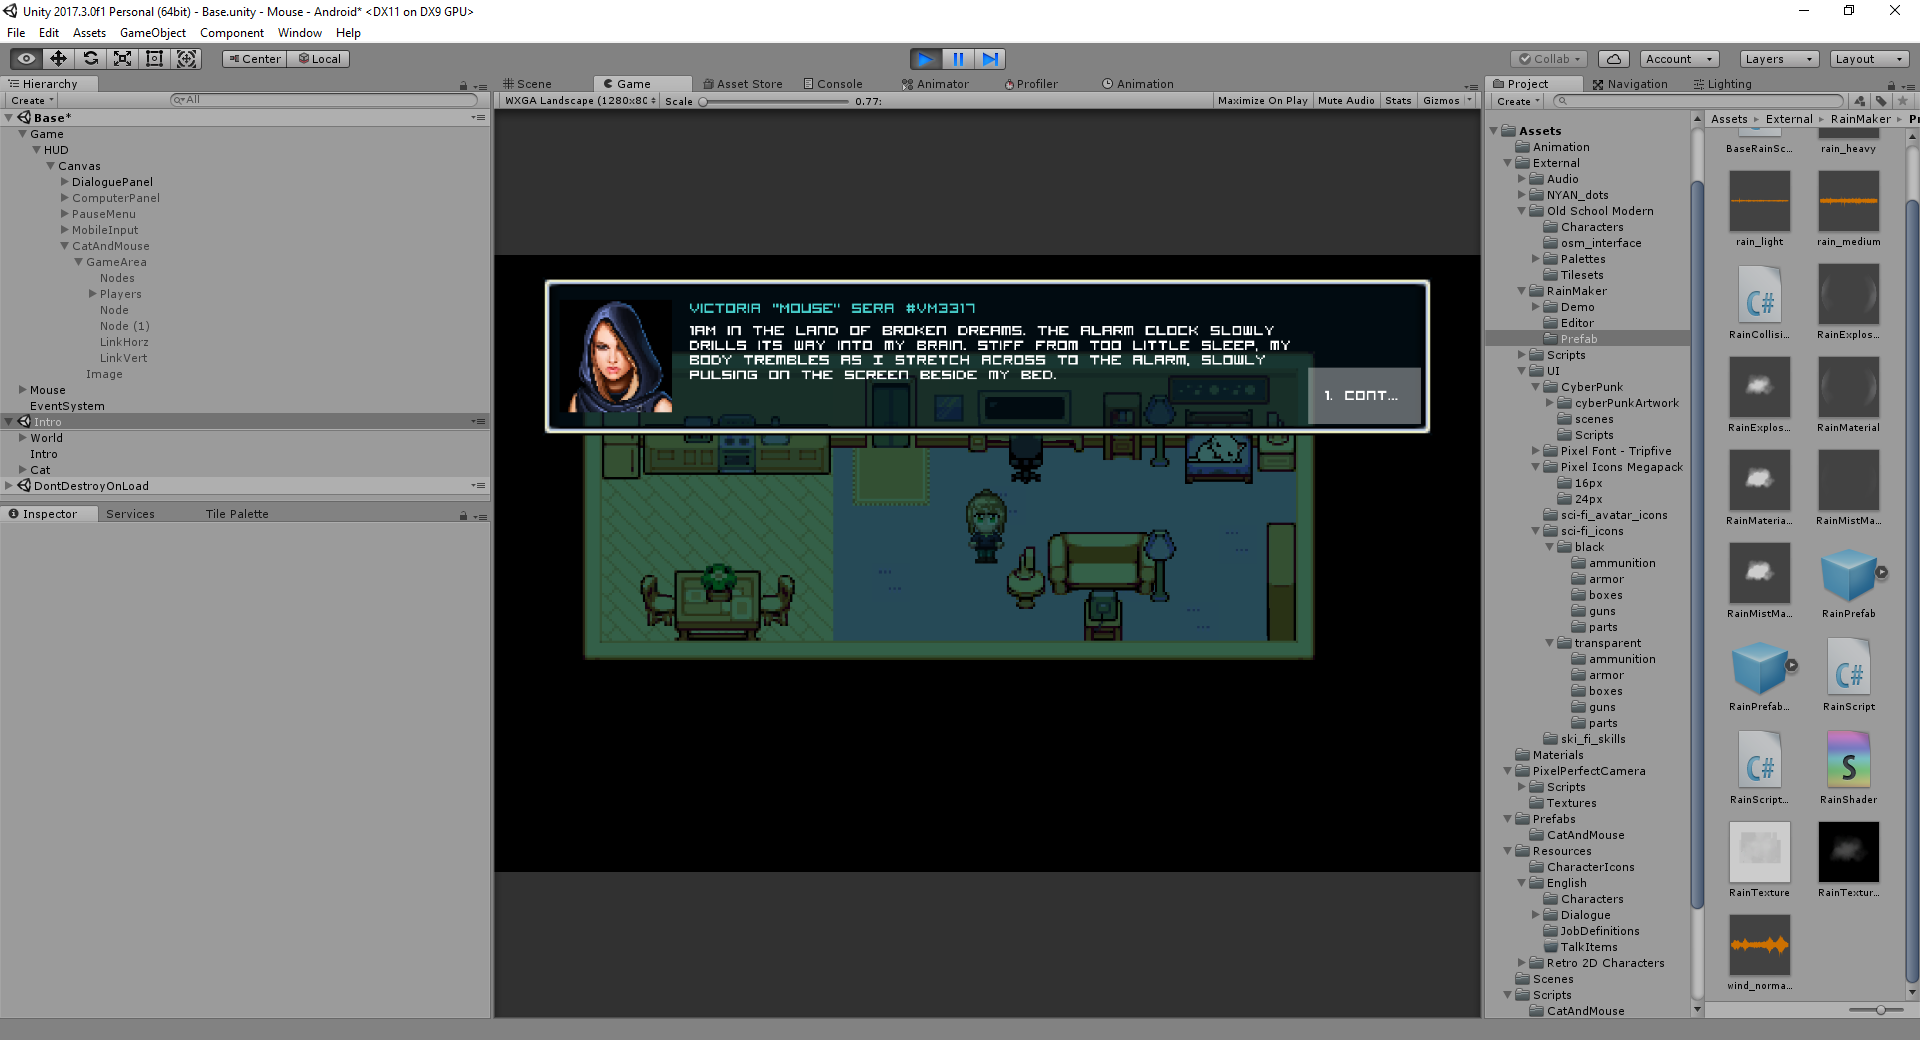 Unity 2017.3.0f1 Personal (64bit) - Base.unity - Mouse - Android* <DX11 on DX9 GPU>
File Edit Assets GameObject Component Window Help
Center Local
Collab Account Layers Layout
Hierarchy
Create All
Base*
Game
HUD
Canvas
DialoguePanel
ComputerPanel
PauseMenu
MobileInput
CatAndMouse
GameArea
Nodes
Players
Node
Node (1)
LinkHorz
LinkVert
Image
Mouse
EventSystem
Intro
World
Intro
Cat
DontDestroyOnLoad
Inspector Services Tile Palette
Scene Game Asset Store Console Animator Profiler Animation
WXGA Landscape (1280x80 Scale 0.77: Maximize On Play Mute Audio Stats Gizmos
VICTORIA "MOUSE" SERA #VM3317
1AM IN THE LAND OF BROKEN DREAMS. THE ALARM CLOCK SLOWLY
DRILLS ITS WAY INTO MY BRAIN. STIFF FROM TOO LITTLE SLEEP, MY
BODY TREMBLES AS I STRETCH ACROSS TO THE ALARM, SLOWLY
PULSING ON THE SCREEN BESIDE MY BED.
1. CONT...
Project Navigation Lighting
Create
Assets
Animation
External
Audio
NYAN_dots
Old School Modern
Characters
osm_interface
Palettes
Tilesets
RainMaker
Demo
Editor
Prefab
Scripts
UI
CyberPunk
cyberPunkArtwork
scenes
Scripts
Pixel Font - Tripfive
Pixel Icons Megapack
16px
24px
sci-fi_avatar_icons
sci-fi_icons
black
ammunition
armor
boxes
guns
parts
transparent
ammunition
armor
boxes
guns
parts
ski_fi_skills
Materials
PixelPerfectCamera
Scripts
Textures
Prefabs
CatAndMouse
Resources
CharacterIcons
English
Characters
Dialogue
JobDefinitions
TalkItems
Retro 2D Characters
Scenes
Scripts
CatAndMouse
Assets External RainMaker Pr
BaseRainSc... rain_heavy
rain_light rain_medium
C#
RainCollisi... RainExplos...
RainExplos... RainMaterial
RainMateria... RainMistMa...
RainMistMa... RainPrefab
C#
RainPrefab... RainScript
C# S
RainScript... RainShader
RainTexture RainTextur...
wind_norma...